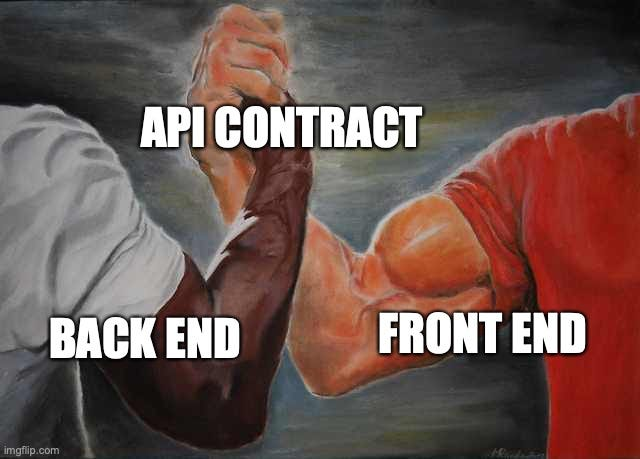 API CONTRACT
BACK END
FRONT END
imgflip.com